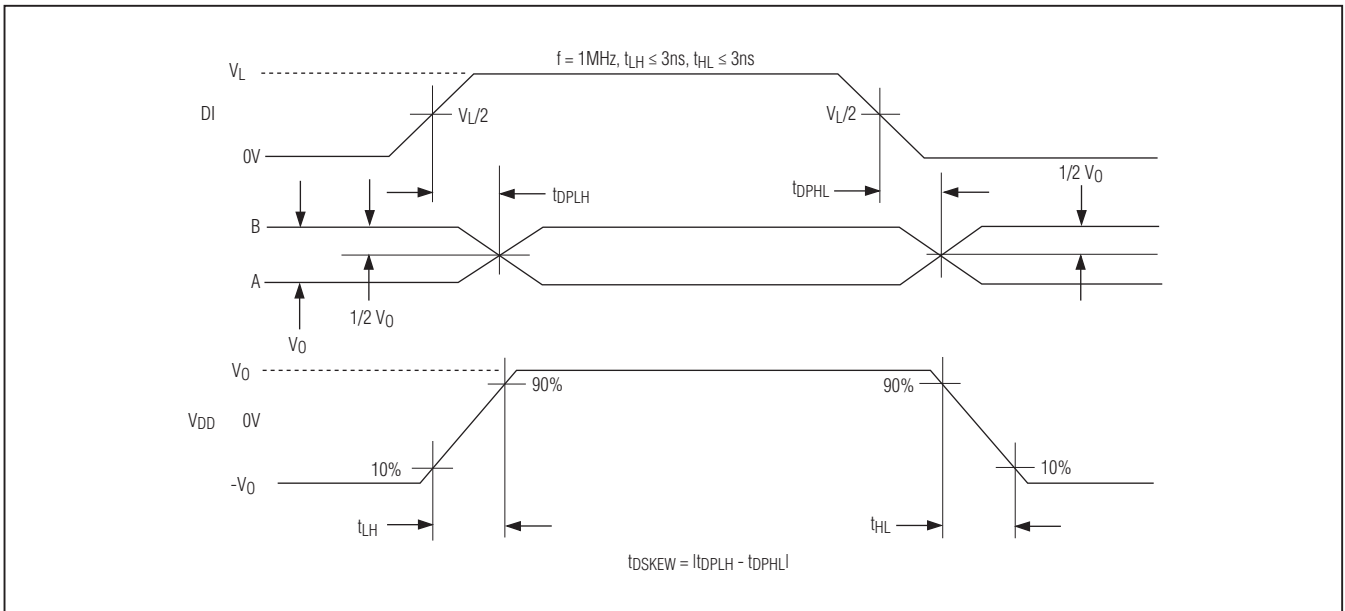 f = 1MHz, tLH ≤ 3ns, tHL ≤ 3ns
VL
DI
VL/2
VL/2
0V
1/2 VO
tDPLH
tDPHL
B
A
1/2 VO
VO
VO
90%
90%
VDD 0V
10%
10%
-VO
tLH
tHL
tDSKEW = |tDPLH - tDPHL|